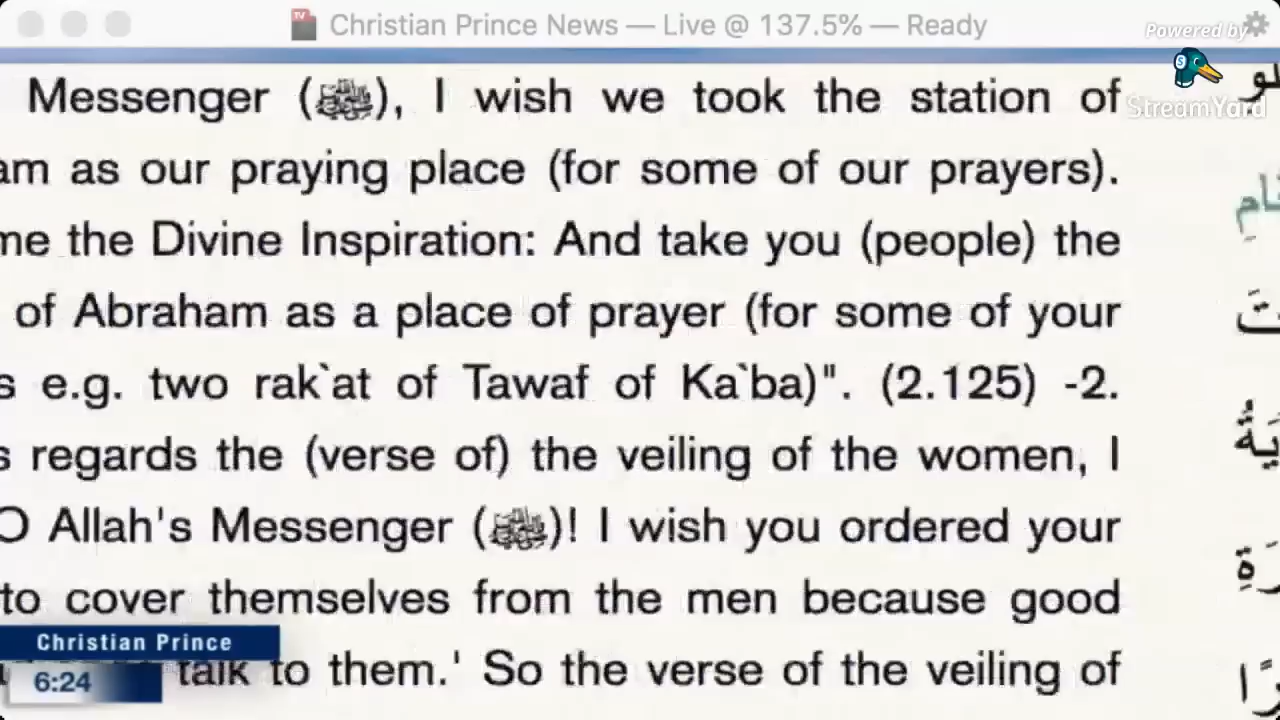 Christian Prince News — Live @ 137.5% — Ready
Powered by
StreamYard
Messenger (ﷺ), I wish we took the station of
am as our praying place (for some of our prayers).
me the Divine Inspiration: And take you (people) the
of Abraham as a place of prayer (for some of your
s e.g. two rak`at of Tawaf of Ka`ba)". (2.125) -2.
s regards the (verse of) the veiling of the women, I
O Allah's Messenger (ﷺ)! I wish you ordered your
to cover themselves from the men because good
talk to them.' So the verse of the veiling of
Christian Prince
6:24